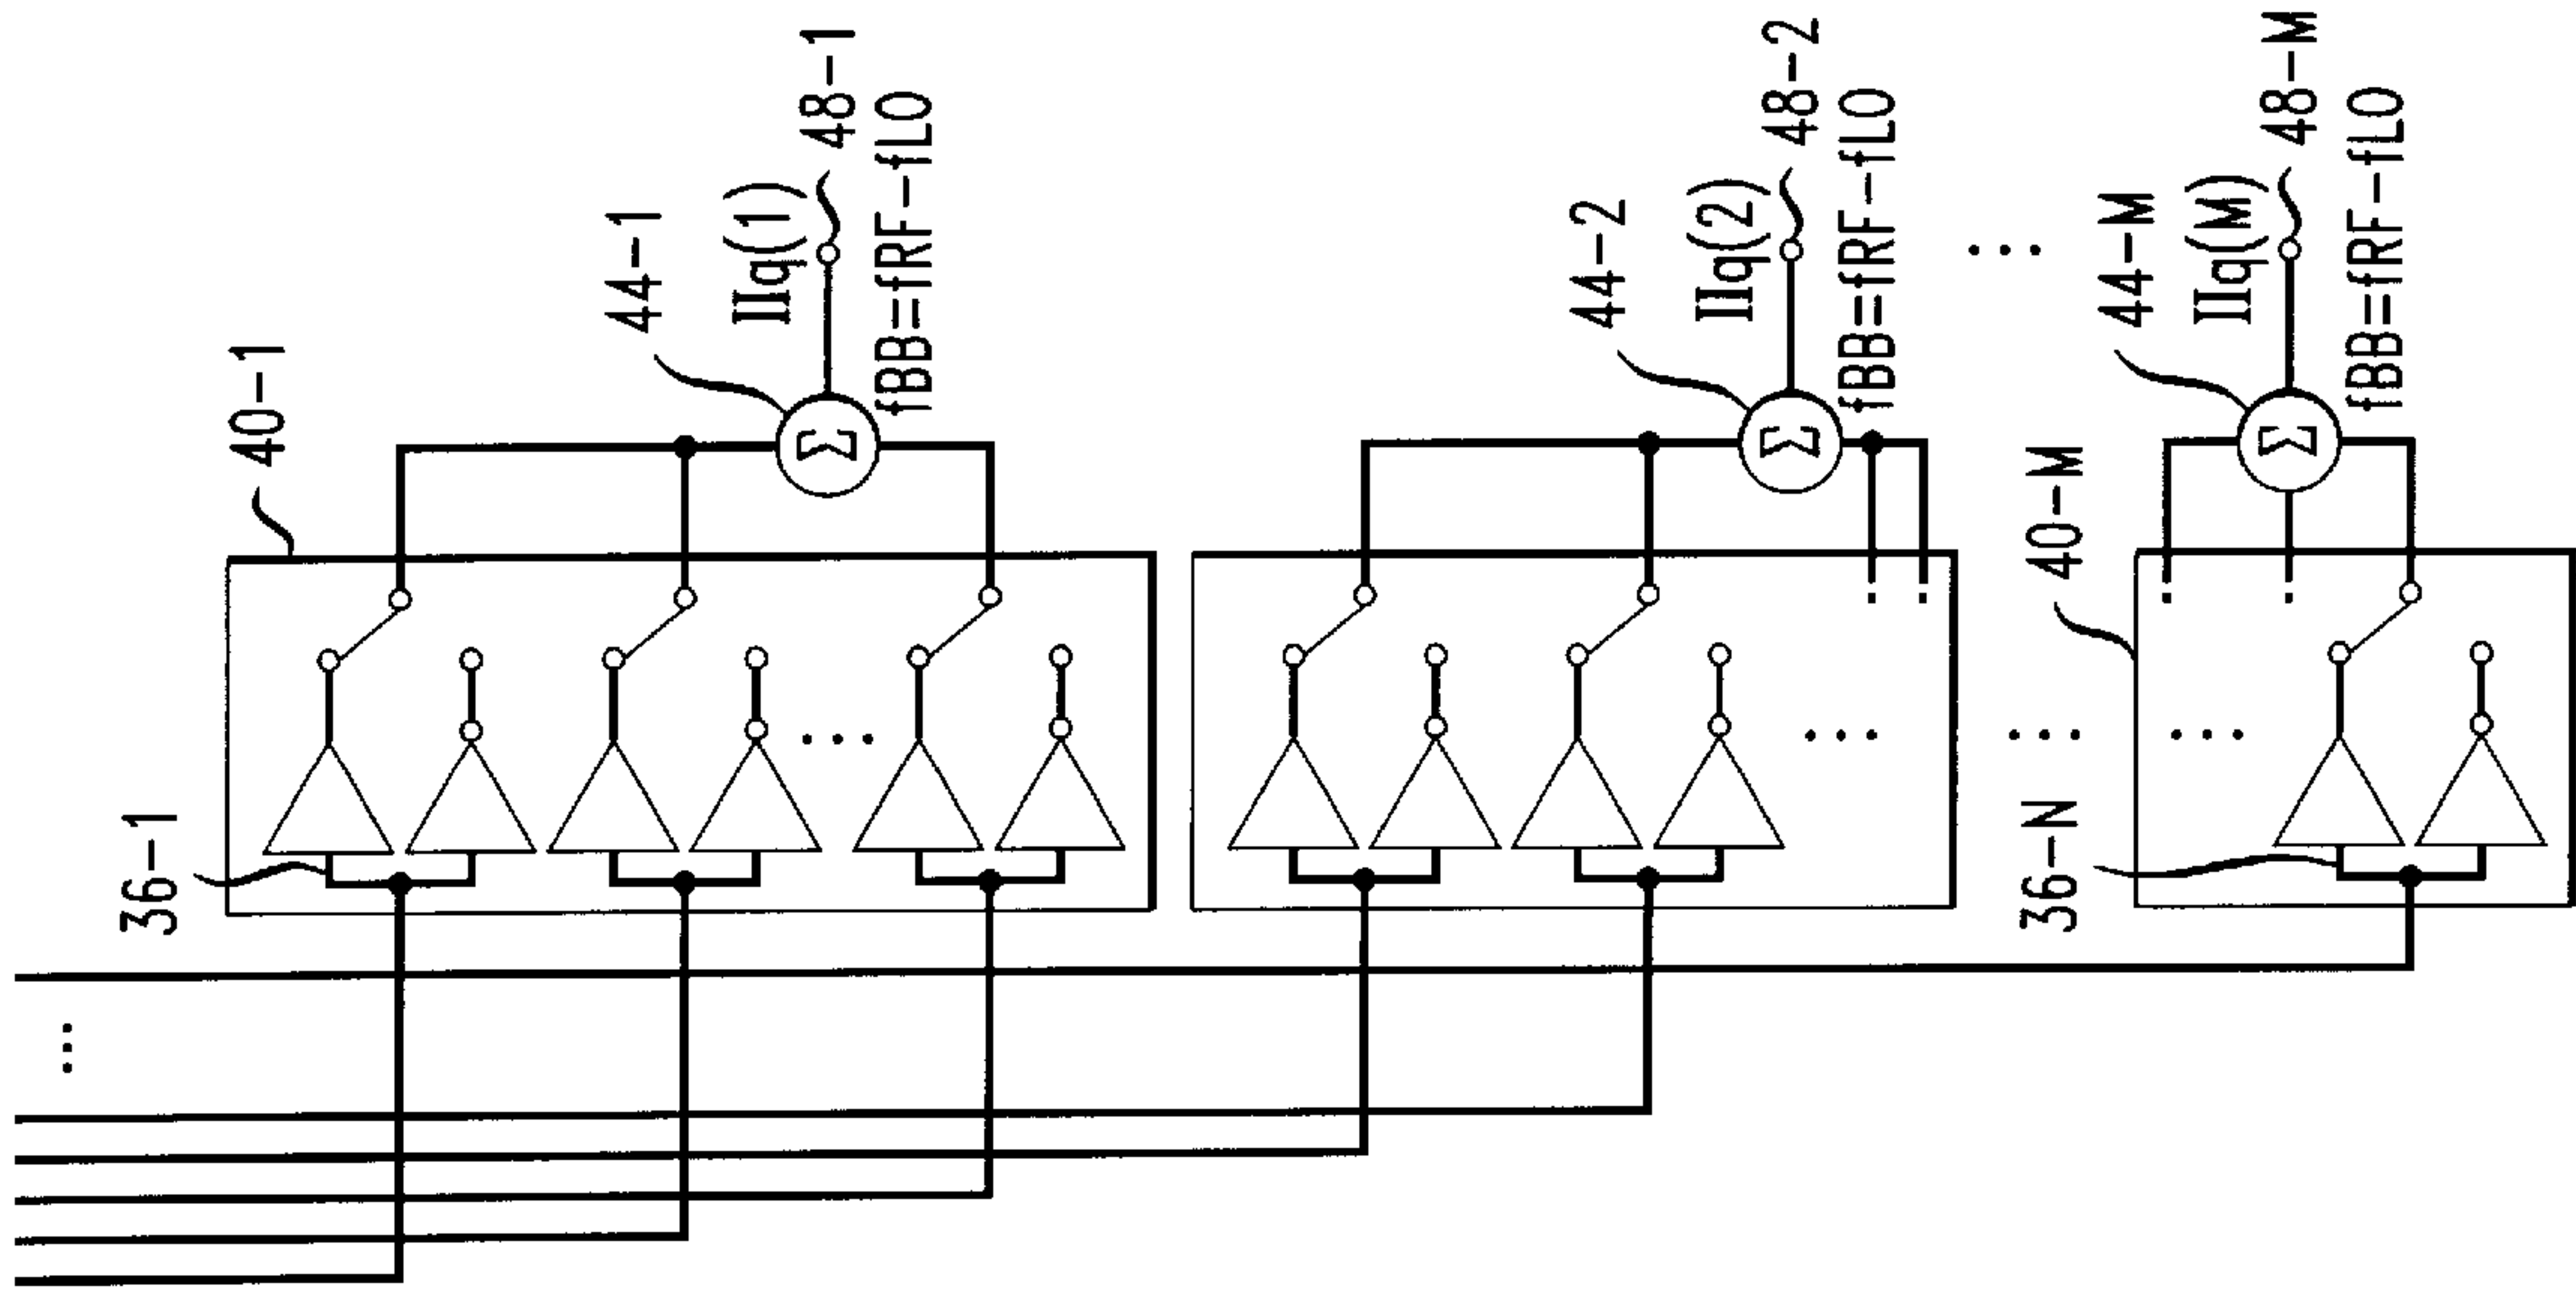 36-1
40-1
44-1
IIq(1)
48-1
fBB=fRF-fLO
Σ
44-2
IIq(2)
48-2
fBB=fRF-fLO
Σ
36-N
40-M
44-M
IIq(M)
48-M
fBB=fRF-fLO
Σ